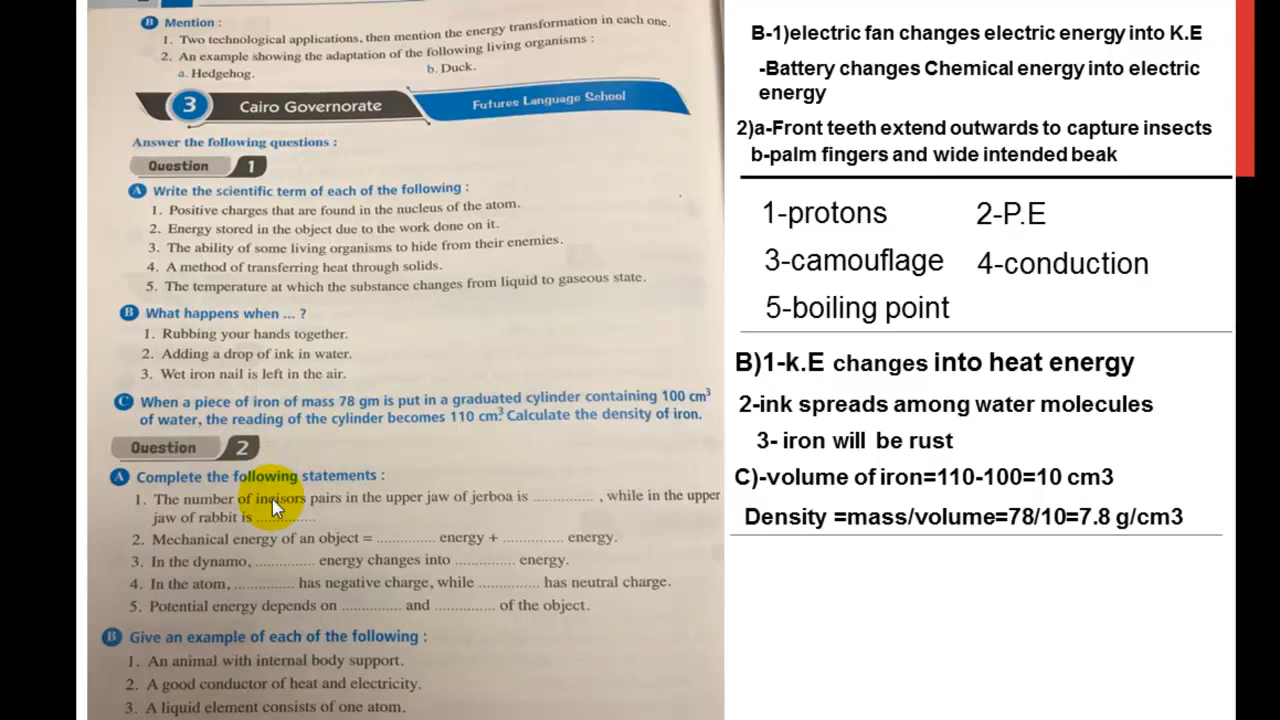 B Mention :
1. Two technological applications, then mention the energy transformation in each one.
2. An example showing the adaptation of the following living organisms :
a. Hedgehog. b. Duck.
3 Cairo Governorate Futures Language School
Answer the following questions :
Question 1
A Write the scientific term of each of the following :
1. Positive charges that are found in the nucleus of the atom.
2. Energy stored in the object due to the work done on it.
3. The ability of some living organisms to hide from their enemies.
4. A method of transferring heat through solids.
5. The temperature at which the substance changes from liquid to gaseous state.
B What happens when ... ?
1. Rubbing your hands together.
2. Adding a drop of ink in water.
3. Wet iron nail is left in the air.
C When a piece of iron of mass 78 gm is put in a graduated cylinder containing 100 cm³
of water, the reading of the cylinder becomes 110 cm³. Calculate the density of iron.
Question 2
A Complete the following statements :
1. The number of incisors pairs in the upper jaw of jerboa is .............. , while in the upper
jaw of rabbit is ..............
2. Mechanical energy of an object = .............. energy + .............. energy.
3. In the dynamo, .............. energy changes into .............. energy.
4. In the atom, .............. has negative charge, while .............. has neutral charge.
5. Potential energy depends on .............. and .............. of the object.
B Give an example of each of the following :
1. An animal with internal body support.
2. A good conductor of heat and electricity.
3. A liquid element consists of one atom.
B-1)electric fan changes electric energy into K.E
-Battery changes Chemical energy into electric
energy
2)a-Front teeth extend outwards to capture insects
b-palm fingers and wide intended beak
1-protons 2-P.E
3-camouflage 4-conduction
5-boiling point
B)1-k.E changes into heat energy
2-ink spreads among water molecules
3- iron will be rust
C)-volume of iron=110-100=10 cm3
Density =mass/volume=78/10=7.8 g/cm3